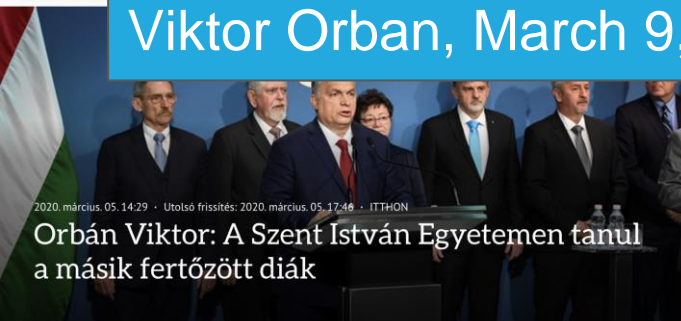 Viktor Orban, March 9,
2020. március. 05. 14:29 · Utolsó frissítés: 2020. március. 05. 17:46 · ITTHON
Orbán Viktor: A Szent István Egyetemen tanul
a másik fertőzött diák